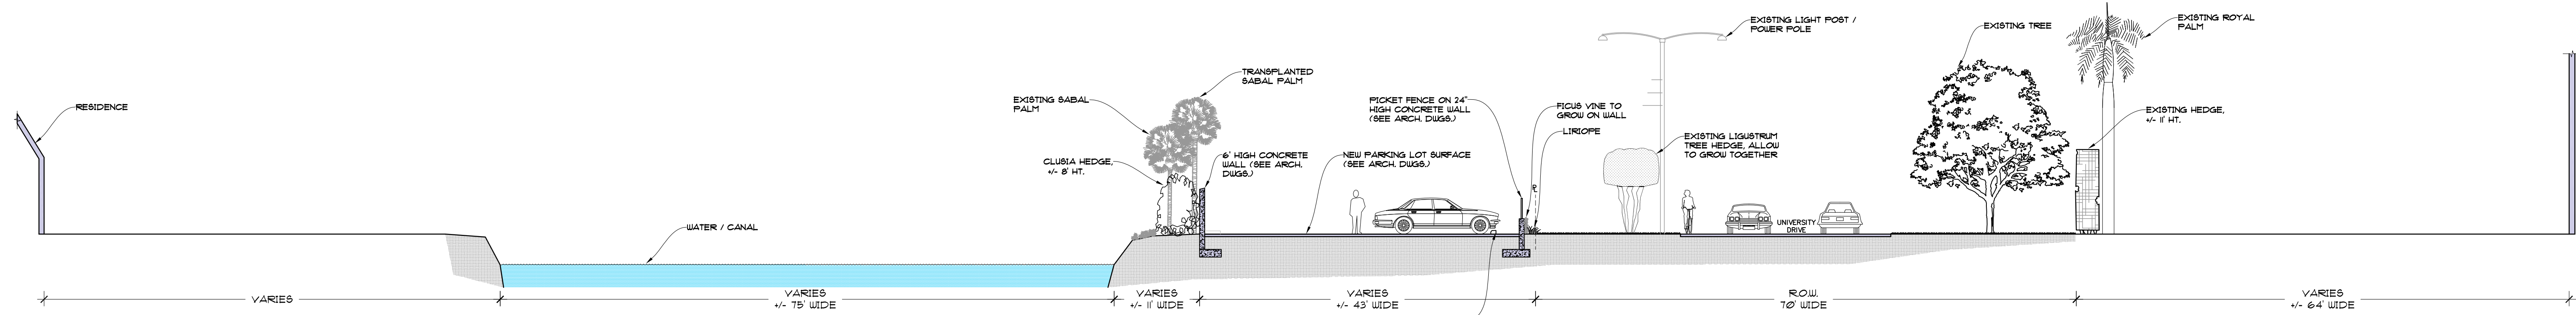 RESIDENCE
WATER / CANAL
EXISTING SABAL
PALM
CLUSIA HEDGE,
+/- 8' HT.
TRANSPLANTED
SABAL PALM
6' HIGH CONCRETE
WALL (SEE ARCH.
DWGS.)
NEW PARKING LOT SURFACE
(SEE ARCH. DWGS.)
PICKET FENCE ON 24"
HIGH CONCRETE WALL
(SEE ARCH. DWGS.)
FICUS VINE TO
GROW ON WALL
LIRIOPE
EXISTING LIGHT POST /
POWER POLE
EXISTING LIGUSTRUM
TREE HEDGE, ALLOW
TO GROW TOGETHER
UNIVERSITY
DRIVE
EXISTING TREE
EXISTING ROYAL
PALM
EXISTING HEDGE,
+/- 11' HT.
VARIES
VARIES
+/- 75' WIDE
VARIES
+/- 11' WIDE
VARIES
+/- 43' WIDE
R.O.W.
70' WIDE
VARIES
+/- 64' WIDE